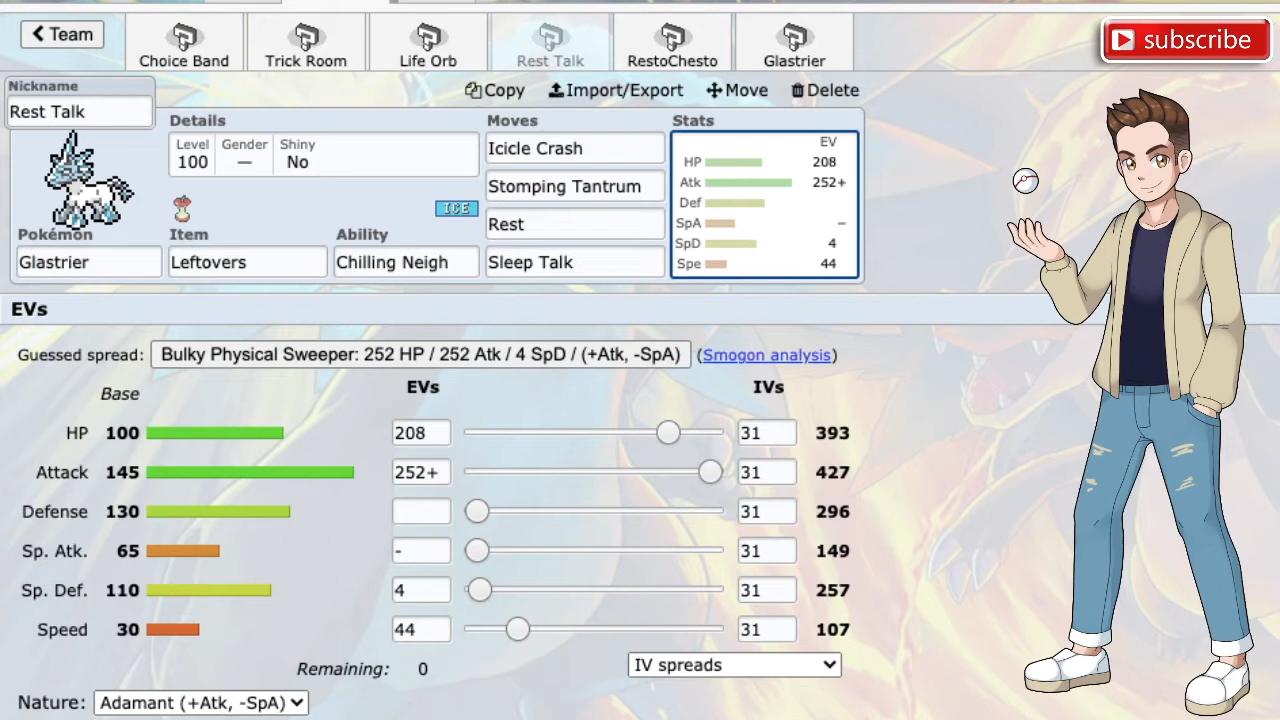 Team
Choice Band
Trick Room
Life Orb
Rest Talk
RestoChesto
Glastrier
subscribe
Nickname
Rest Talk
Copy
Import/Export
Move
Delete
Details
Level
Gender
Shiny
100
—
No
ICE
Pokémon
Item
Ability
Glastrier
Leftovers
Chilling Neigh
Moves
Icicle Crash
Stomping Tantrum
Rest
Sleep Talk
Stats
EV
HP 208
Atk 252+
Def
SpA –
SpD 4
Spe 44
EVs
Guessed spread: Bulky Physical Sweeper: 252 HP / 252 Atk / 4 SpD / (+Atk, -SpA) (Smogon analysis)
Base EVs IVs
HP 100 208 31 393
Attack 145 252+ 31 427
Defense 130 31 296
Sp. Atk. 65 - 31 149
Sp. Def. 110 4 31 257
Speed 30 44 31 107
Remaining: 0 IV spreads
Nature: Adamant (+Atk, -SpA)